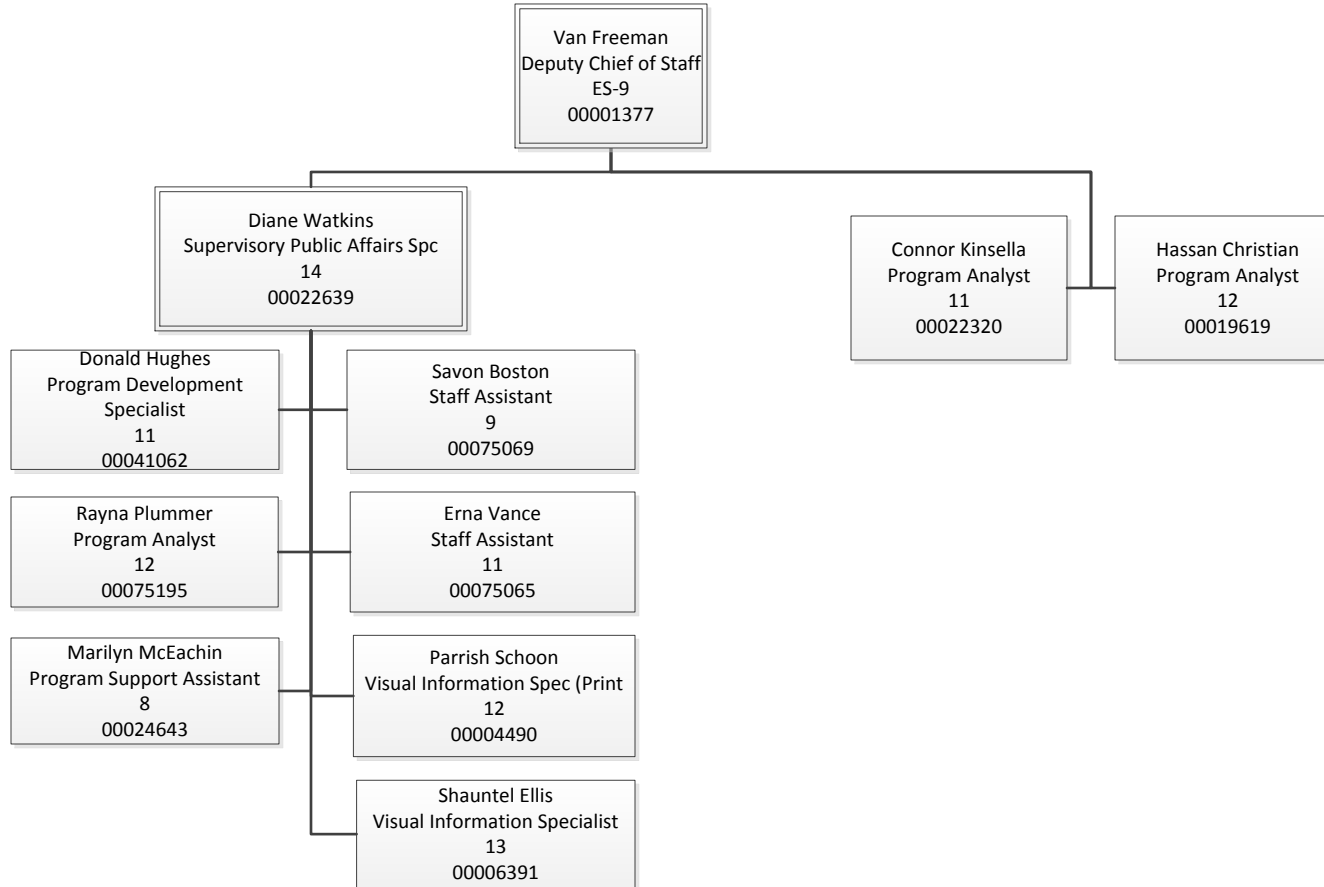 Van Freeman
Deputy Chief of Staff
ES-9
00001377
Diane Watkins
Supervisory Public Affairs Spc
14
00022639
Connor Kinsella
Program Analyst
11
00022320
Hassan Christian
Program Analyst
12
00019619
Donald Hughes
Program Development
Specialist
11
00041062
Savon Boston
Staff Assistant
9
00075069
Rayna Plummer
Program Analyst
12
00075195
Erna Vance
Staff Assistant
11
00075065
Marilyn McEachin
Program Support Assistant
8
00024643
Parrish Schoon
Visual Information Spec (Print
12
00004490
Shauntel Ellis
Visual Information Specialist
13
00006391